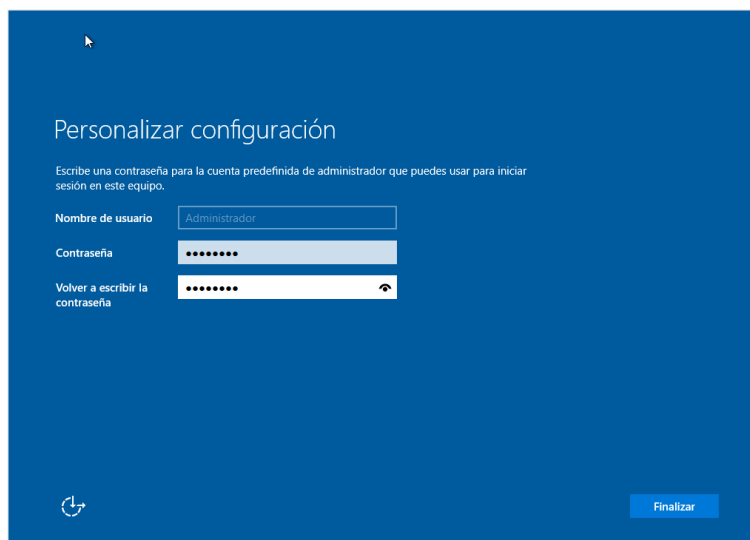 Personalizar configuración
Escribe una contraseña para la cuenta predefinida de administrador que puedes usar para iniciar
sesión en este equipo.
Nombre de usuario
Administrador
Contraseña
••••••••
Volver a escribir la
contraseña
••••••••
Finalizar